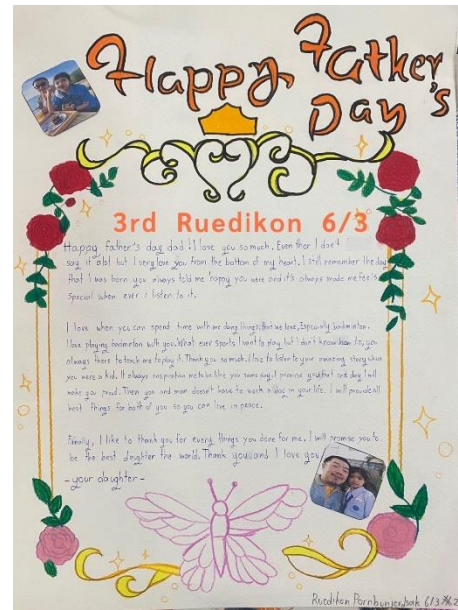 Happy Father's
Day
3rd Ruedikon 6/3
Happy father's day dad! I love you so much. Even thor I don't
say it alot but I very love you from the bottom of my heart. I still remember the day
that I was born you always told me happy you were and it's always made me feels
special when ever I listen to it.
I love when you can spend time with me doing things that we love, Especially badminton.
I love playing badminton with you. What ever sports I want to play but I don't know how to, you
always there to teach me to play it. Thank you so much. I like to listen to your amazing story when
you were a kid. It always inspiration me to be like you some day. I promise you that one day I will
make you proud. Then you and mom doesn't have to work in your life. I will provide all
best things for both of you so you can live in peace.
Finally, I like to thank you for every things you done for me. I will promise you to
be the best daughter the world. Thank you and I love you
- your daughter -
Ruedikon 6/3